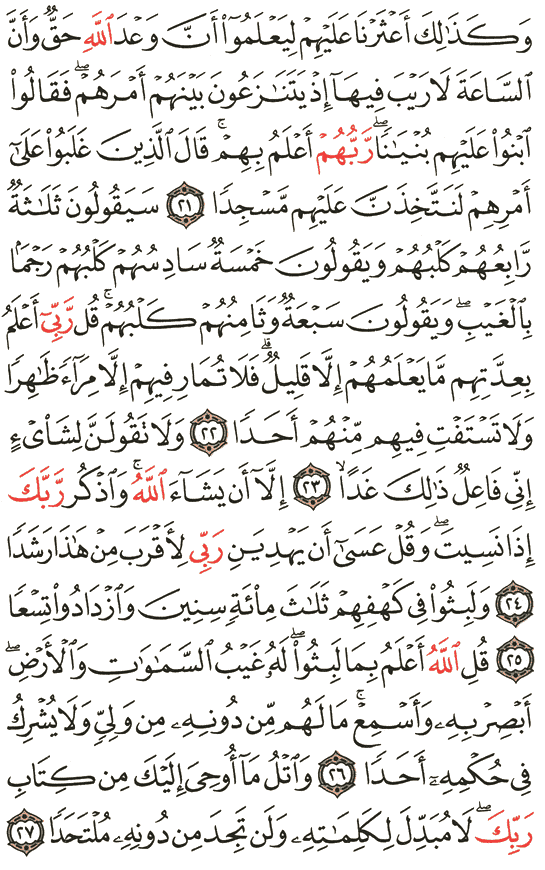 وَكَذَٰلِكَ أَعْثَرْنَا عَلَيْهِمْ لِيَعْلَمُوٓا۟ أَنَّ وَعْدَ ٱللَّهِ حَقٌّ وَأَنَّ
ٱلسَّاعَةَ لَا رَيْبَ فِيهَآ إِذْ يَتَنَٰزَعُونَ بَيْنَهُمْ أَمْرَهُمْ ۖ فَقَالُوا۟
ٱبْنُوا۟ عَلَيْهِم بُنْيَٰنًا ۖ رَّبُّهُمْ أَعْلَمُ بِهِمْ ۚ قَالَ ٱلَّذِينَ غَلَبُوا۟ عَلَىٰٓ
أَمْرِهِمْ لَنَتَّخِذَنَّ عَلَيْهِم مَّسْجِدًا ٢١ سَيَقُولُونَ ثَلَٰثَةٌ
رَّابِعُهُمْ كَلْبُهُمْ وَيَقُولُونَ خَمْسَةٌ سَادِسُهُمْ كَلْبُهُمْ رَجْمًۢا
بِٱلْغَيْبِ ۖ وَيَقُولُونَ سَبْعَةٌ وَثَامِنُهُمْ كَلْبُهُمْ ۚ قُل رَّبِّىٓ أَعْلَمُ
بِعِدَّتِهِم مَّا يَعْلَمُهُمْ إِلَّا قَلِيلٌ ۗ فَلَا تُمَارِ فِيهِمْ إِلَّا مِرَآءً ظَٰهِرًا
وَلَا تَسْتَفْتِ فِيهِم مِّنْهُمْ أَحَدًا ٢٢ وَلَا تَقُولَنَّ لِشَا۟ىْءٍ
إِنِّى فَاعِلٌ ذَٰلِكَ غَدًا ٢٣ إِلَّآ أَن يَشَآءَ ٱللَّهُ ۚ وَٱذْكُر رَّبَّكَ
إِذَا نَسِيتَ ۖ وَقُلْ عَسَىٰٓ أَن يَهْدِيَنِ رَبِّى لِأَقْرَبَ مِنْ هَٰذَا رَشَدًا
٢٤ وَلَبِثُوا۟ فِى كَهْفِهِمْ ثَلَٰثَ مِا۟ئَةٍ سِنِينَ وَٱزْدَادُوا۟ تِسْعًا
٢٥ قُلِ ٱللَّهُ أَعْلَمُ بِمَا لَبِثُوا۟ ۖ لَهُۥ غَيْبُ ٱلسَّمَٰوَٰتِ وَٱلْأَرْضِ ۖ
أَبْصِرْ بِهِۦ وَأَسْمِعْ ۚ مَا لَهُم مِّن دُونِهِۦ مِن وَلِىٍّ وَلَا يُشْرِكُ
فِى حُكْمِهِۦٓ أَحَدًا ٢٦ وَٱتْلُ مَآ أُوحِىَ إِلَيْكَ مِن كِتَابِ
رَبِّكَ ۖ لَا مُبَدِّلَ لِكَلِمَٰتِهِۦ وَلَن تَجِدَ مِن دُونِهِۦ مُلْتَحَدًا ٢٧